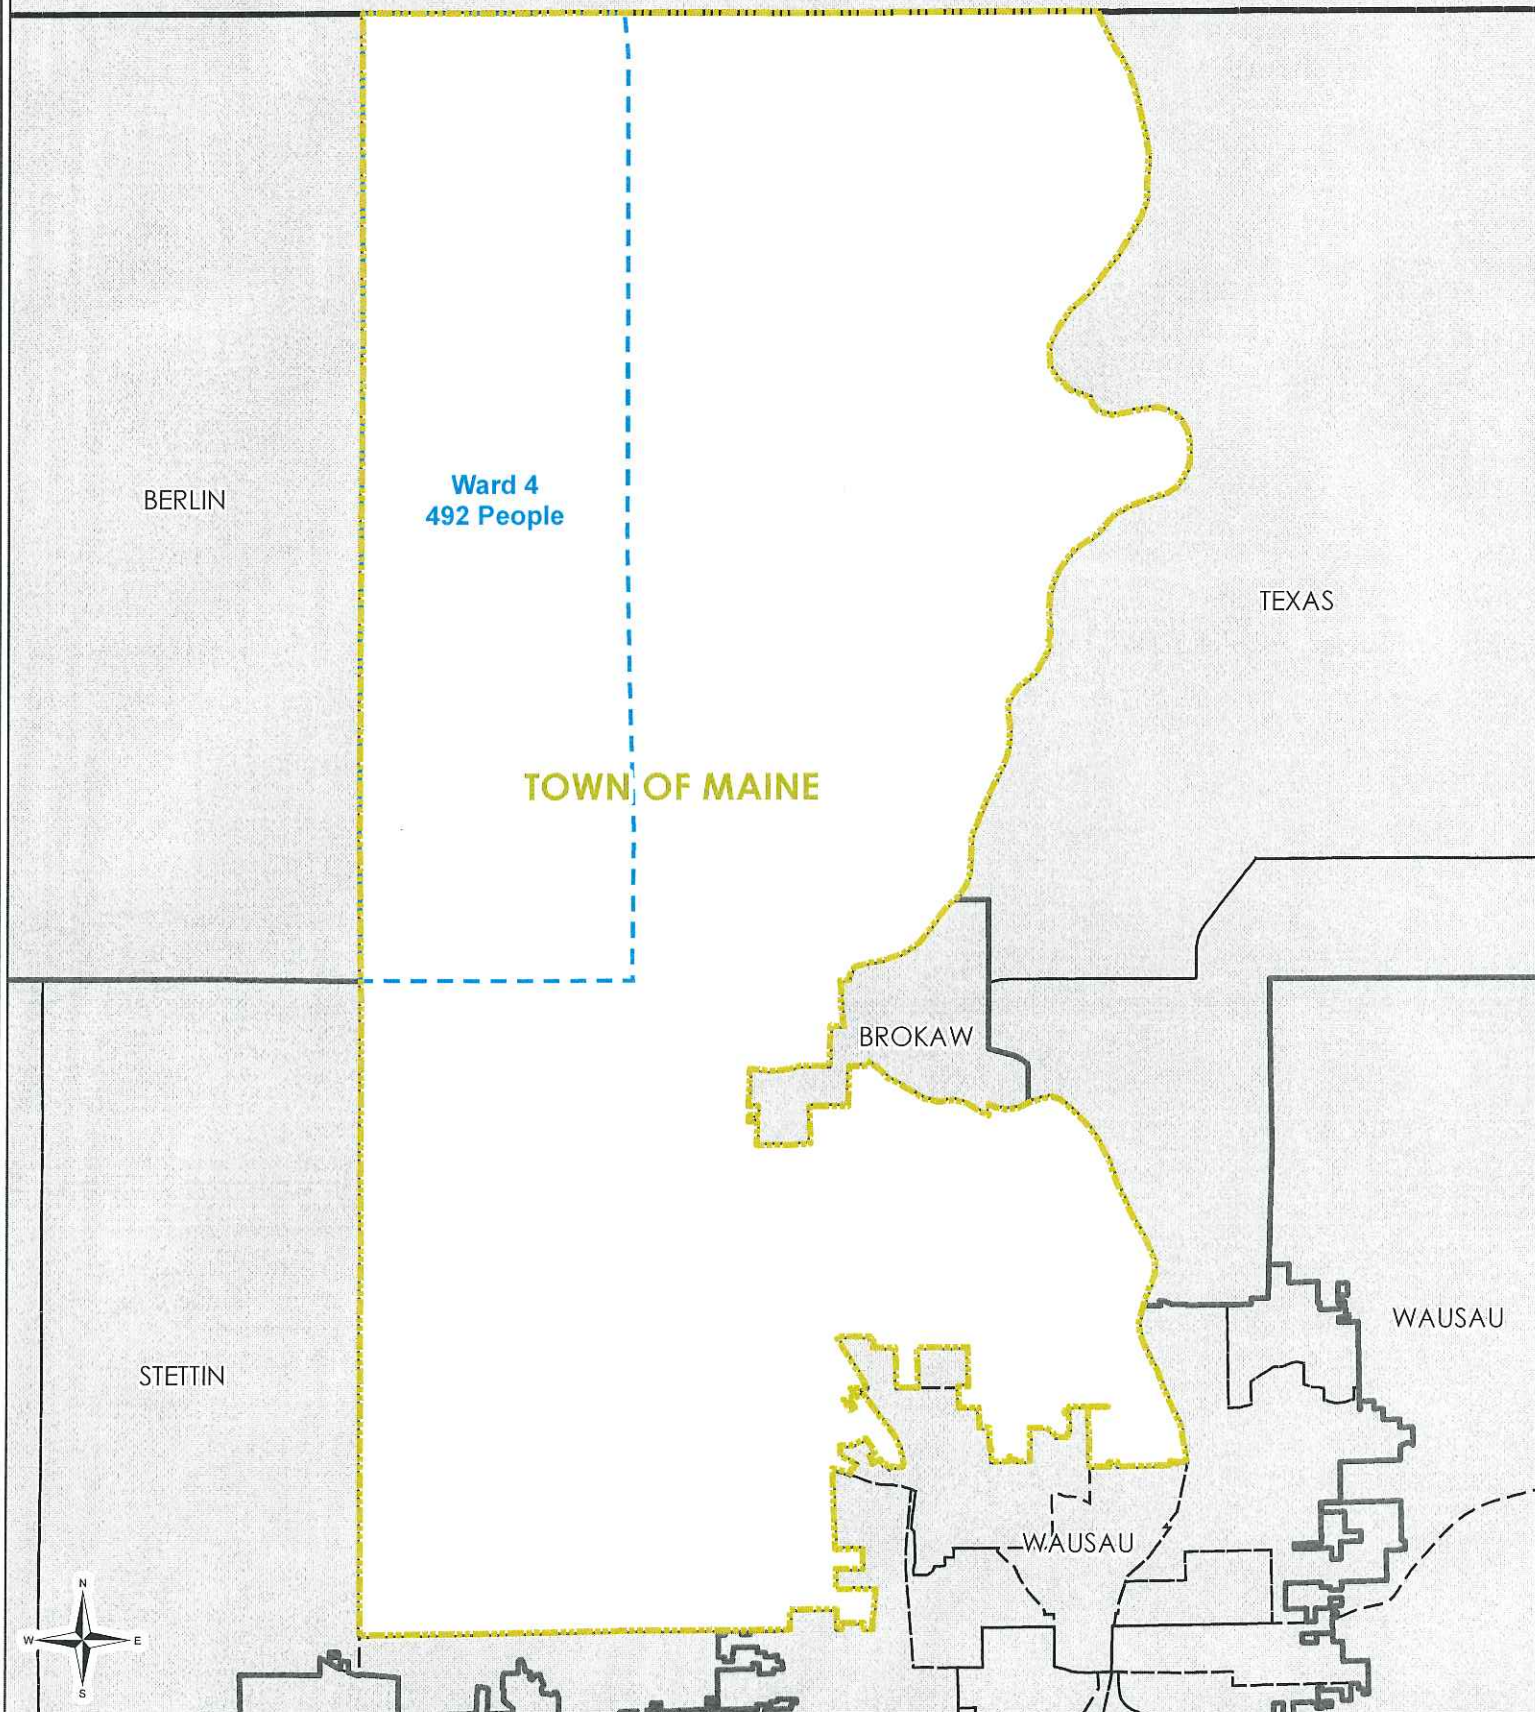 BERLIN
Ward 4
492 People
TEXAS
TOWN OF MAINE
BROKAW
WAUSAU
STETTIN
WAUSAU
N
W
E
S